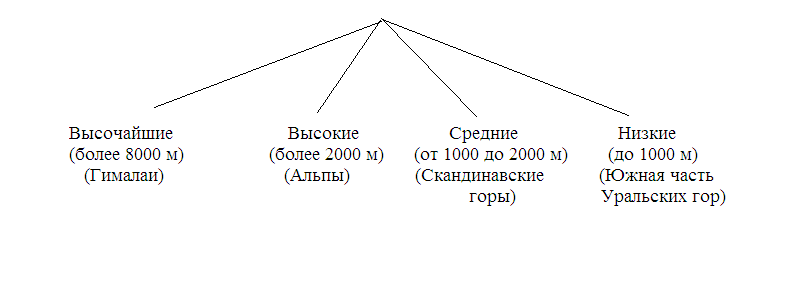 Высочайшие
(более 8000 м)
(Гималаи)
Высокие
(более 2000 м)
(Альпы)
Средние
(от 1000 до 2000 м)
(Скандинавские
горы)
Низкие
(до 1000 м)
(Южная часть
Уральских гор)